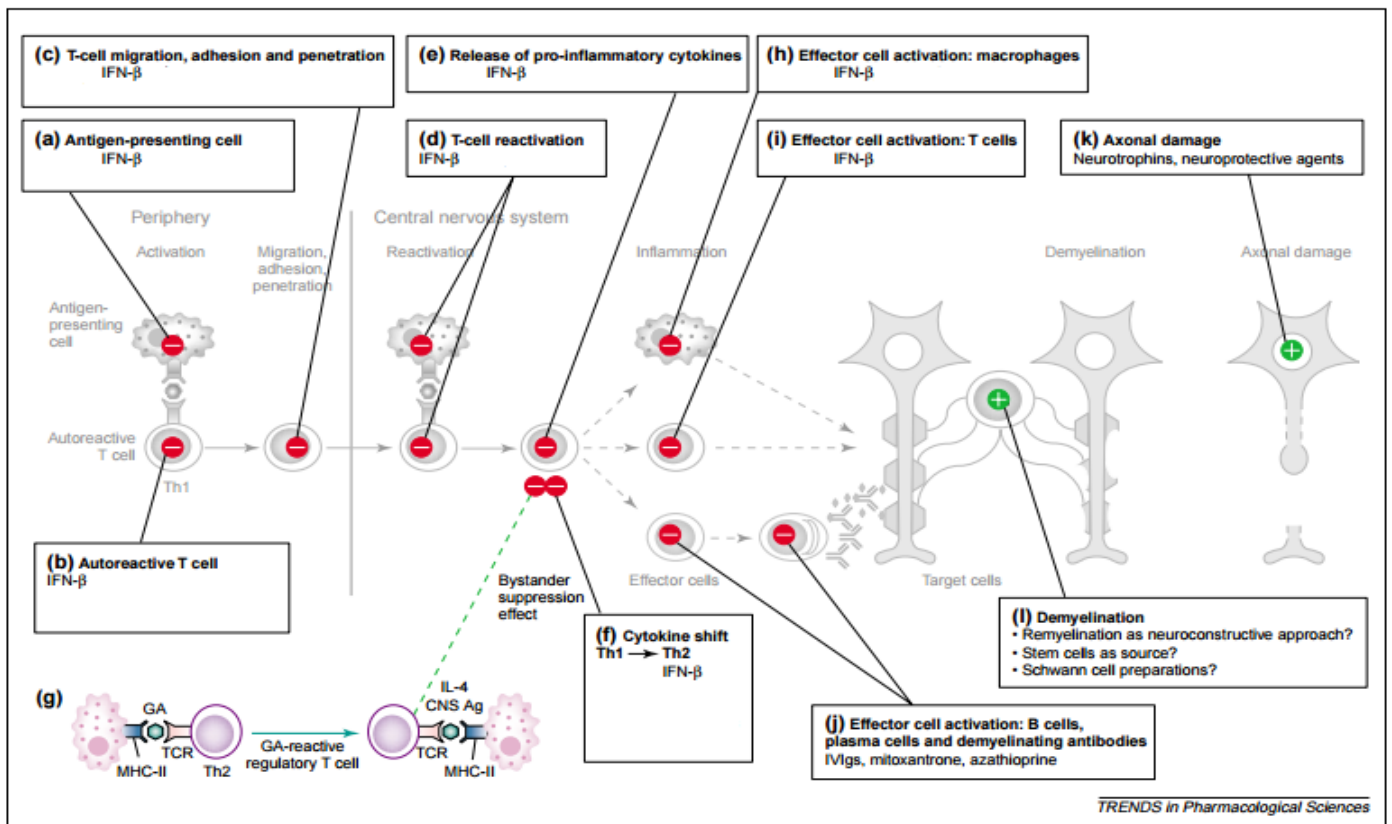 (c) T-cell migration, adhesion and penetration
IFN-β
(e) Release of pro-inflammatory cytokines
IFN-β
(h) Effector cell activation: macrophages
IFN-β
(a) Antigen-presenting cell
IFN-β
(d) T-cell reactivation
IFN-β
(i) Effector cell activation: T cells
IFN-β
(k) Axonal damage
Neurotrophins, neuroprotective agents
Periphery
Central nervous system
Activation
Migration,
adhesion,
penetration
Reactivation
Inflammation
Demyelination
Axonal damage
Antigen-
presenting
cell
Autoreactive
T cell
Th1
(b) Autoreactive T cell
IFN-β
Bystander
suppression
effect
Effector cells
Target cells
(f) Cytokine shift
Th1 → Th2
IFN-β
(l) Demyelination
• Remyelination as neuroconstructive approach?
• Stem cells as source?
• Schwann cell preparations?
(g)
GA
TCR
MHC-II
Th2
GA-reactive
regulatory T cell
IL-4
CNS Ag
TCR
MHC-II
(j) Effector cell activation: B cells,
plasma cells and demyelinating antibodies
IVIgs, mitoxantrone, azathioprine
TRENDS in Pharmacological Sciences